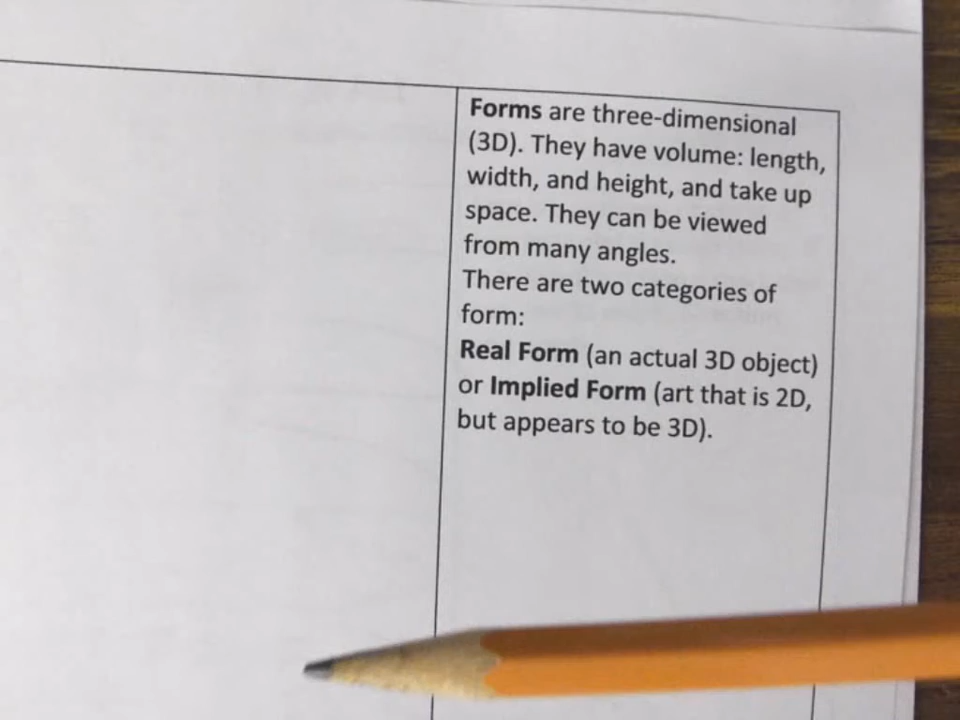 Forms are three-dimensional
(3D). They have volume: length,
width, and height, and take up
space. They can be viewed
from many angles.
There are two categories of
form:
Real Form (an actual 3D object)
or Implied Form (art that is 2D,
but appears to be 3D).